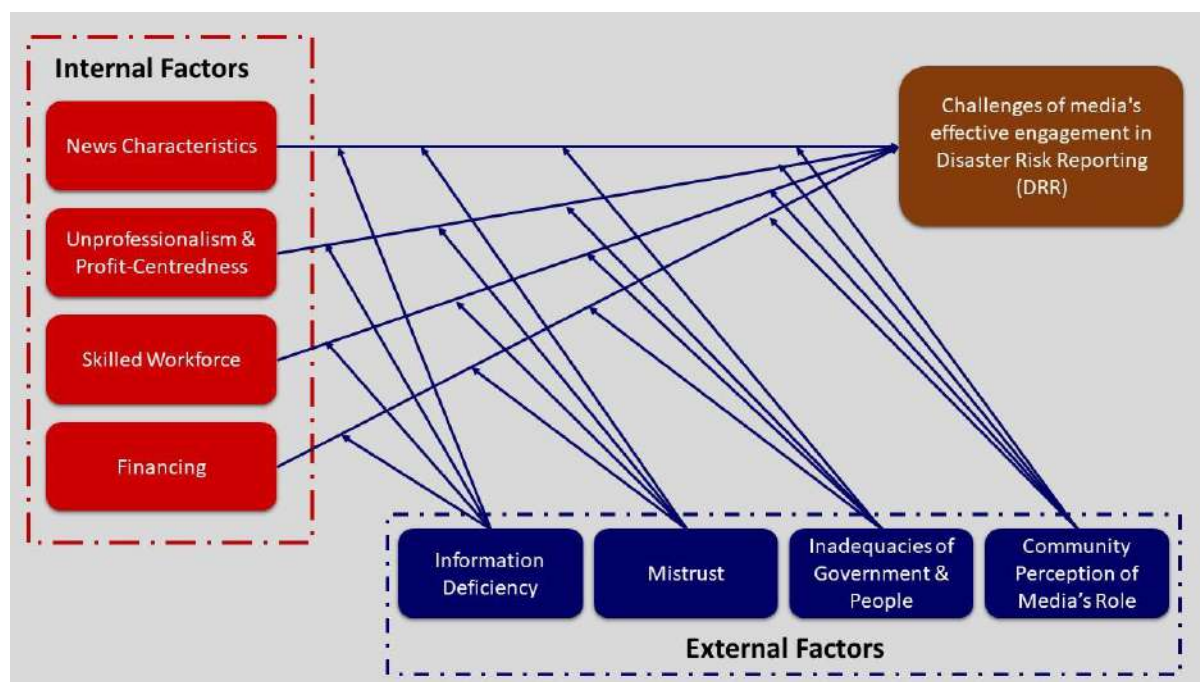 Internal Factors
News Characteristics
Unprofessionalism &
Profit-Centredness
Skilled Workforce
Financing
Challenges of media's
effective engagement in
Disaster Risk Reporting
(DRR)
Information
Deficiency
Mistrust
Inadequacies of
Government &
People
Community
Perception of
Media's Role
External Factors